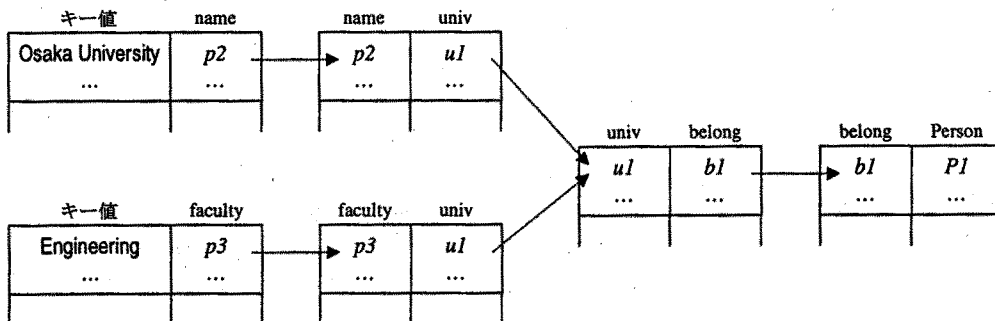 キー値 name name univ
Osaka University p2 p2 u1
... ... ... ...
univ belong belong Person
u1 b1 b1 P1
... ... ... ...
キー値 faculty faculty univ
Engineering p3 p3 u1
... ... ... ...